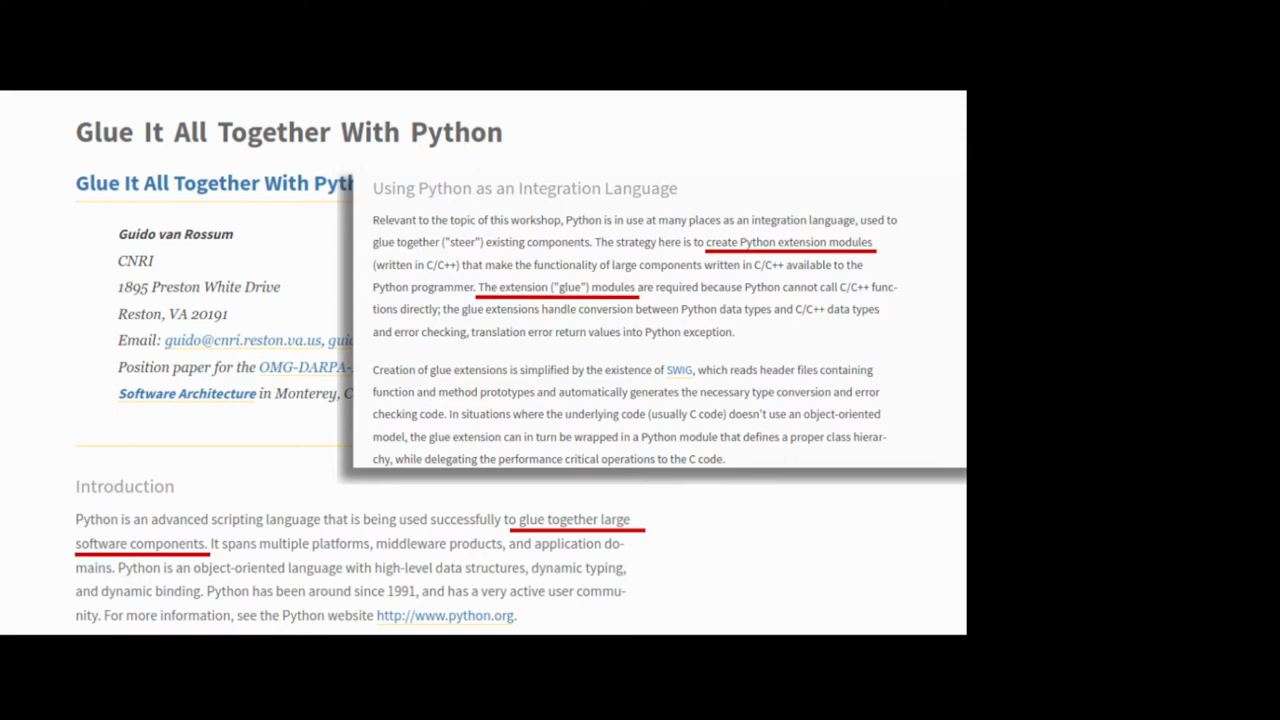 Glue It All Together With Python
Glue It All Together With Pyth
Guido van Rossum
CNRI
1895 Preston White Drive
Reston, VA 20191
Email: guido@cnri.reston.va.us, guid
Position paper for the OMG-DARPA-
Software Architecture in Monterey, C
Using Python as an Integration Language
Relevant to the topic of this workshop, Python is in use at many places as an integration language, used to
glue together ("steer") existing components. The strategy here is to create Python extension modules
(written in C/C++) that make the functionality of large components written in C/C++ available to the
Python programmer. The extension ("glue") modules are required because Python cannot call C/C++ func-
tions directly; the glue extensions handle conversion between Python data types and C/C++ data types
and error checking, translation error return values into Python exception.
Creation of glue extensions is simplified by the existence of SWIG, which reads header files containing
function and method prototypes and automatically generates the necessary type conversion and error
checking code. In situations where the underlying code (usually C code) doesn't use an object-oriented
model, the glue extension can in turn be wrapped in a Python module that defines a proper class hierar-
chy, while delegating the performance critical operations to the C code.
Introduction
Python is an advanced scripting language that is being used successfully to glue together large
software components. It spans multiple platforms, middleware products, and application do-
mains. Python is an object-oriented language with high-level data structures, dynamic typing,
and dynamic binding. Python has been around since 1991, and has a very active user commu-
nity. For more information, see the Python website http://www.python.org.